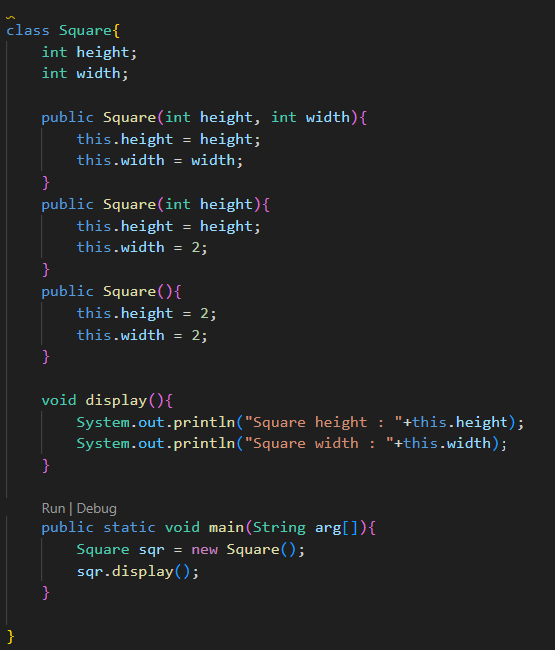 class Square{
int height;
int width;
public Square(int height, int width){
this.height = height;
this.width = width;
}
public Square(int height){
this.height = height;
this.width = 2;
}
public Square(){
this.height = 2;
this.width = 2;
}
void display(){
System.out.println("Square height : "+this.height);
System.out.println("Square width : "+this.width);
}
Run | Debug
public static void main(String arg[]){
Square sqr = new Square();
sqr.display();
}
}